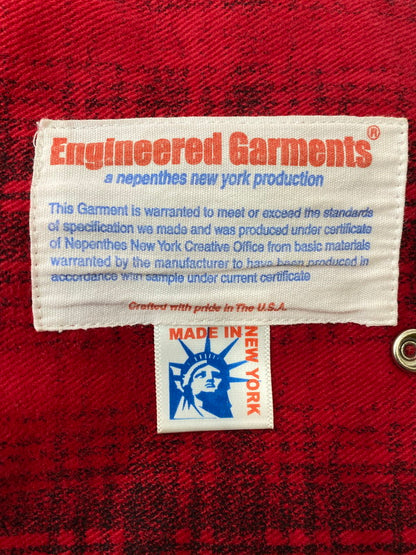 Engineered Garments®
a nepenthes new york production
This Garment is warranted to meet or exceed the standards
of specification we made and was produced under certificate
of Nepenthes New York Creative Office from basic materials
warranted by the manufacturer to have been produced in
accordance with sample under current certificate
Crafted with pride in The U.S.A.
MADE IN
NEW YORK